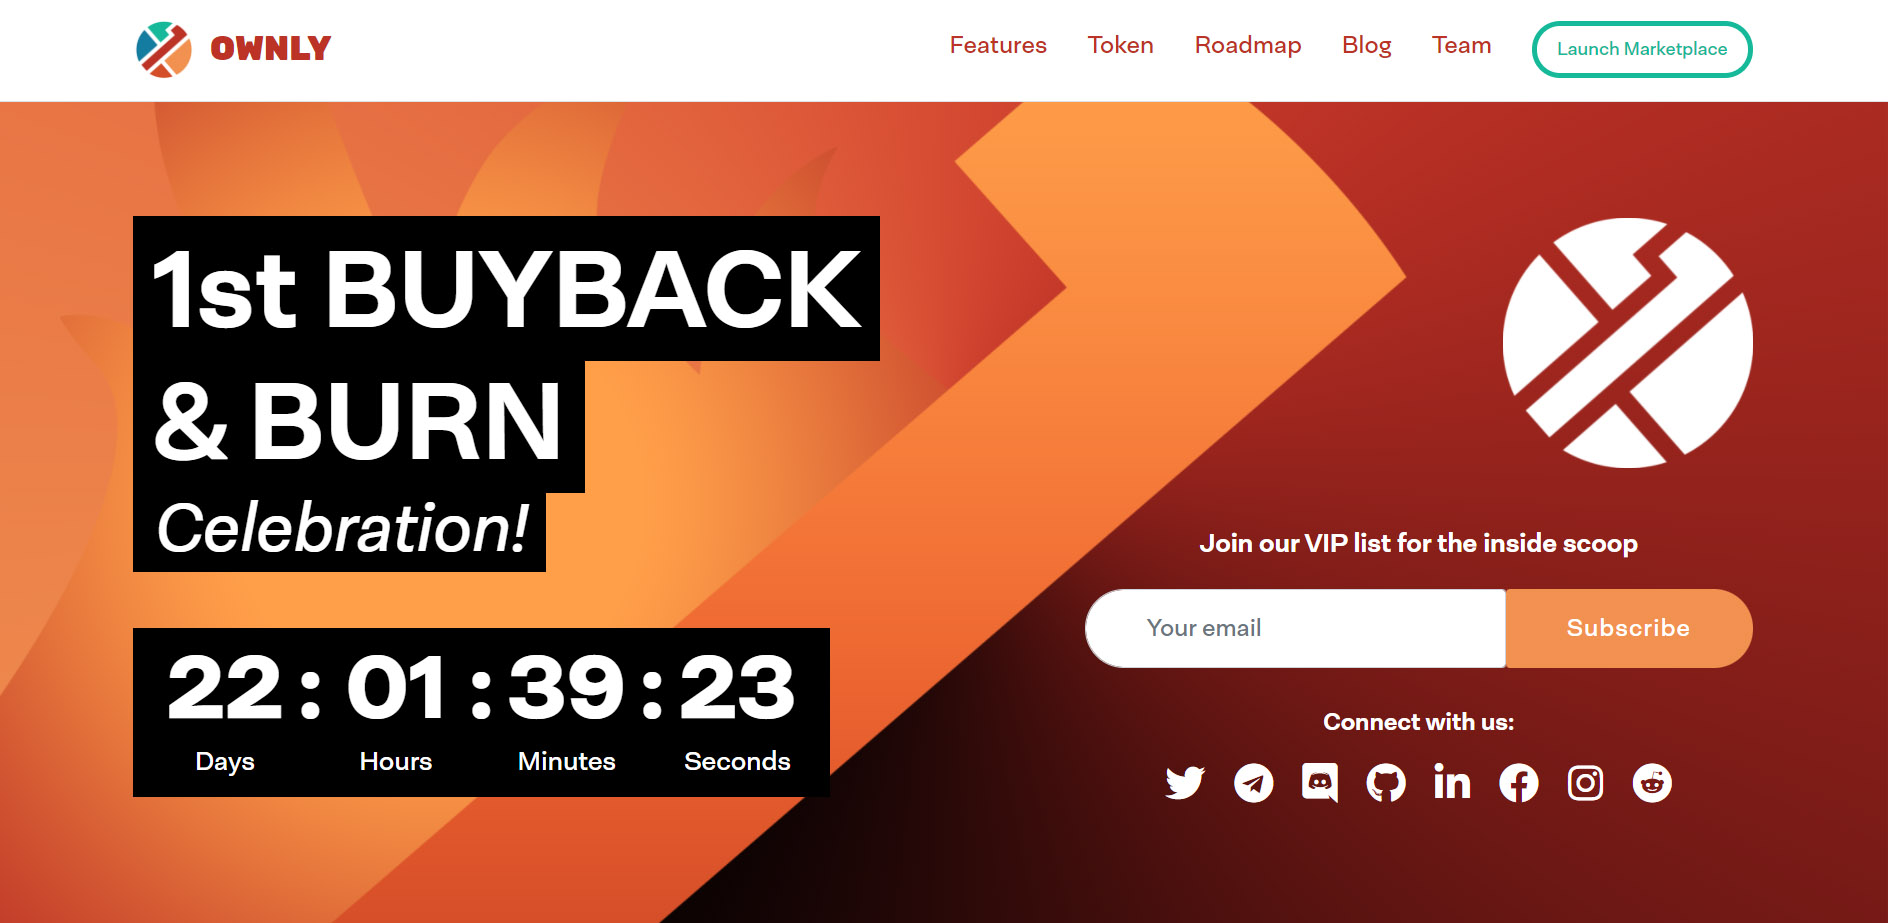 OWNLY
Features Token Roadmap Blog Team Launch Marketplace
1st BUYBACK
& BURN
Celebration!
22 : 01 : 39 : 23
Days Hours Minutes Seconds
Join our VIP list for the inside scoop
Your email Subscribe
Connect with us: